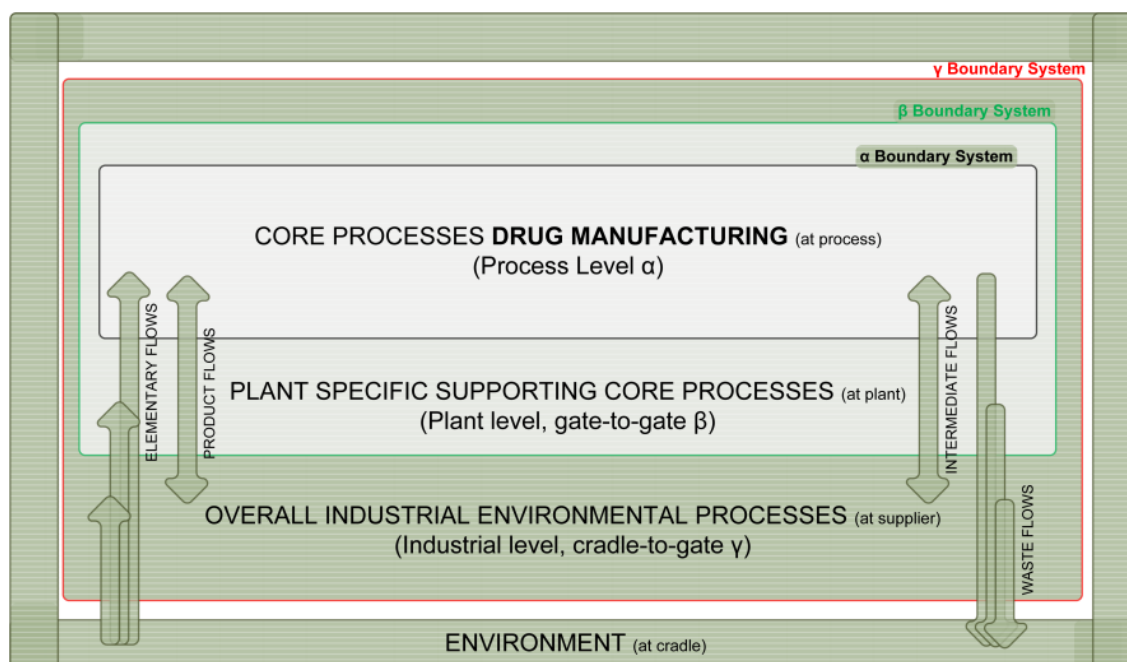 γ Boundary System
β Boundary System
α Boundary System
CORE PROCESSES DRUG MANUFACTURING (at process)
(Process Level α)
ELEMENTARY FLOWS
PRODUCT FLOWS
INTERMEDIATE FLOWS
PLANT SPECIFIC SUPPORTING CORE PROCESSES (at plant)
(Plant level, gate-to-gate β)
WASTE FLOWS
OVERALL INDUSTRIAL ENVIRONMENTAL PROCESSES (at supplier)
(Industrial level, cradle-to-gate γ)
ENVIRONMENT (at cradle)